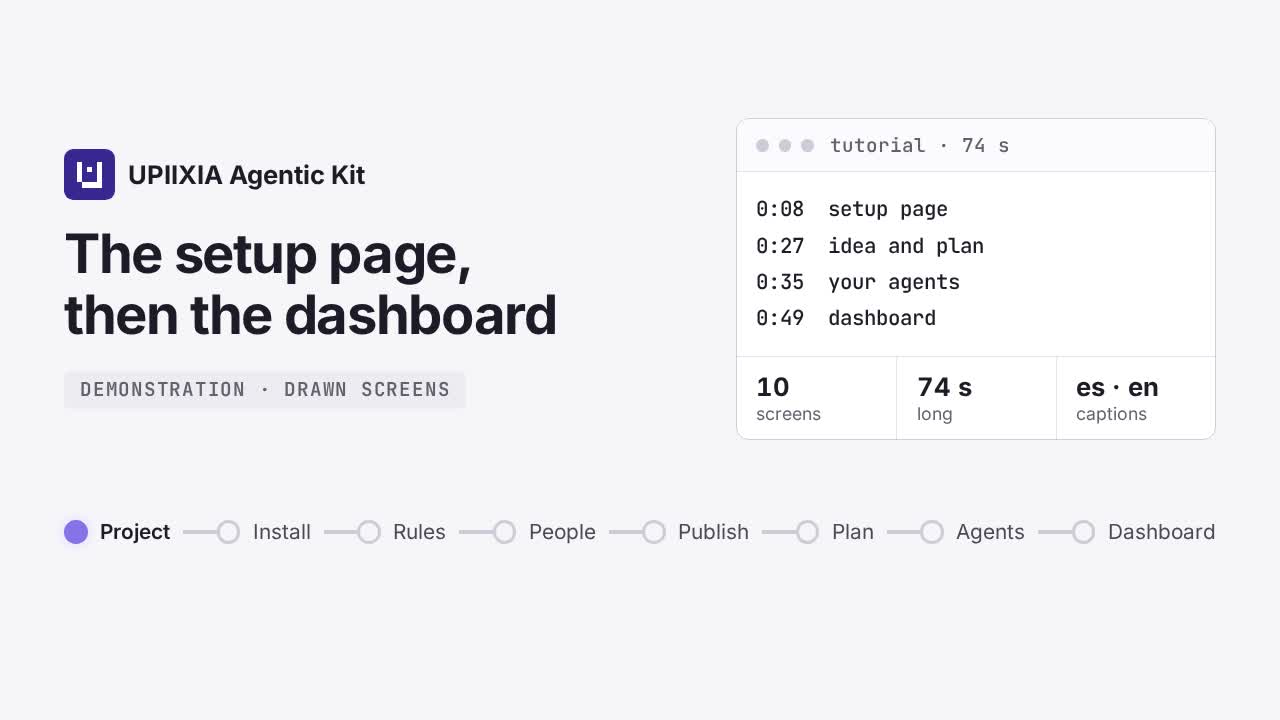 UPIIXIA Agentic Kit
The setup page,
then the dashboard
DEMONSTRATION · DRAWN SCREENS
tutorial · 74 s
0:08 setup page
0:27 idea and plan
0:35 your agents
0:49 dashboard
10
screens
74 s
long
es · en
captions
Project
Install
Rules
People
Publish
Plan
Agents
Dashboard